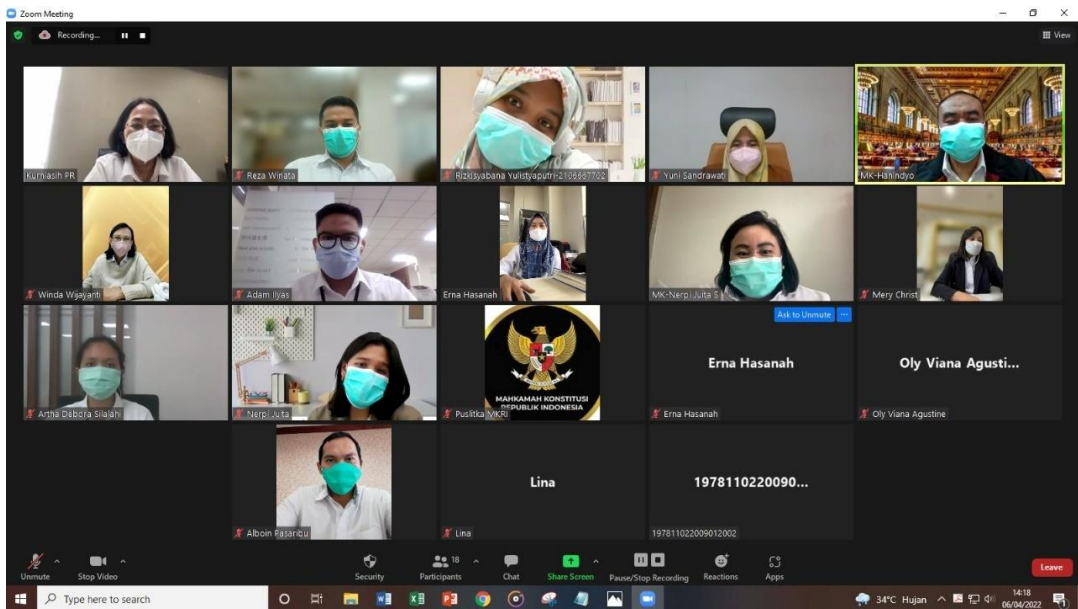 Zoom Meeting
Recording...
View
Kurniasih PR
Reza Winata
Rizkisyabana Yulistyaputri-2106667702
Yuni Sandrawati
MK-Hanindyo
Winda Wijayanti
Adam Ilyas
Erna Hasanah
MK-Nerpi Juita S
Mery Christ
Ask to Unmute
...
Artha Debora Silalahi
Nerpi Juita
MAHKAMAH KONSTITUSI
REPUBLIK INDONESIA
Puslitka MKRI
Erna Hasanah
Erna Hasanah
Oly Viana Agusti...
Oly Viana Agustine
Alboin Pasaribu
Lina
Lina
1978110220090...
197811022009012002
Unmute
Stop Video
Security
18
Participants
Chat
Share Screen
Pause/Stop Recording
Reactions
Apps
Leave
Type here to search
34°C Hujan
14:18
06/04/2022